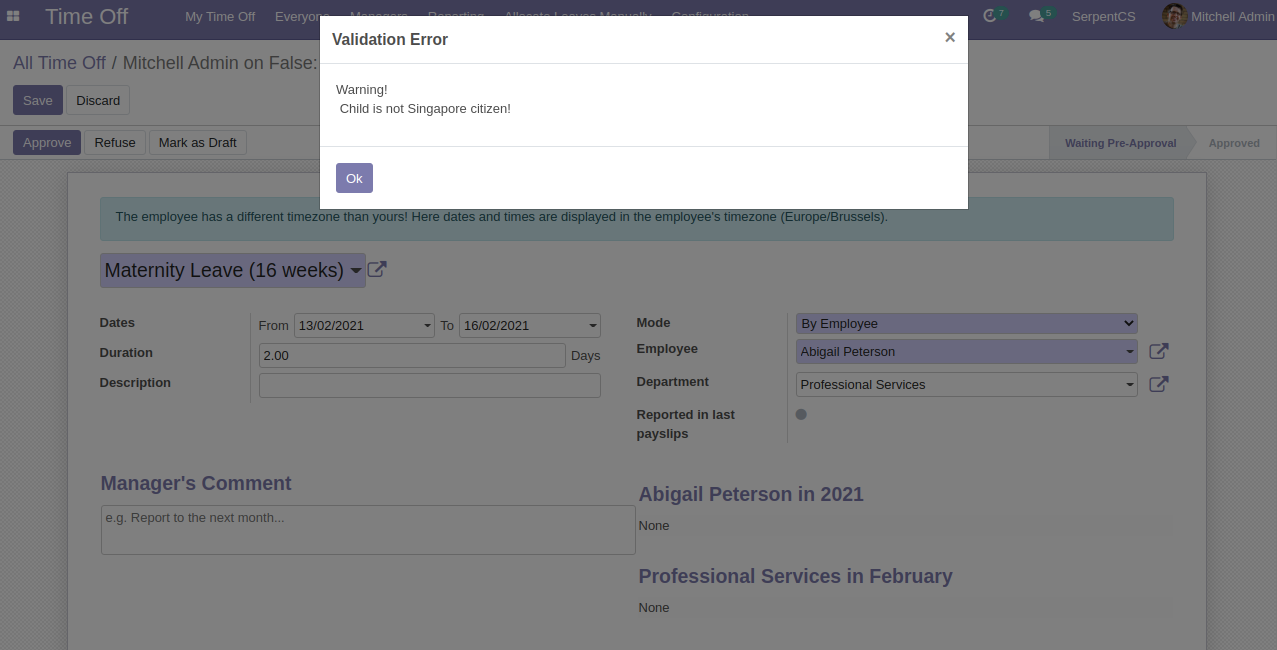 Time Off
My Time Off Everyone Managers Reporting Allocate Leaves Manually Configuration
7 5 SerpentCS Mitchell Admin
All Time Off / Mitchell Admin on False:
Save Discard
Approve Refuse Mark as Draft
Waiting Pre-Approval Approved
Validation Error ×
Warning!
Child is not Singapore citizen!
Ok
The employee has a different timezone than yours! Here dates and times are displayed in the employee's timezone (Europe/Brussels).
Maternity Leave (16 weeks)
Dates From 13/02/2021 To 16/02/2021
Duration 2.00 Days
Description
Mode By Employee
Employee Abigail Peterson
Department Professional Services
Reported in last
payslips
Manager's Comment
e.g. Report to the next month...
Abigail Peterson in 2021
None
Professional Services in February
None